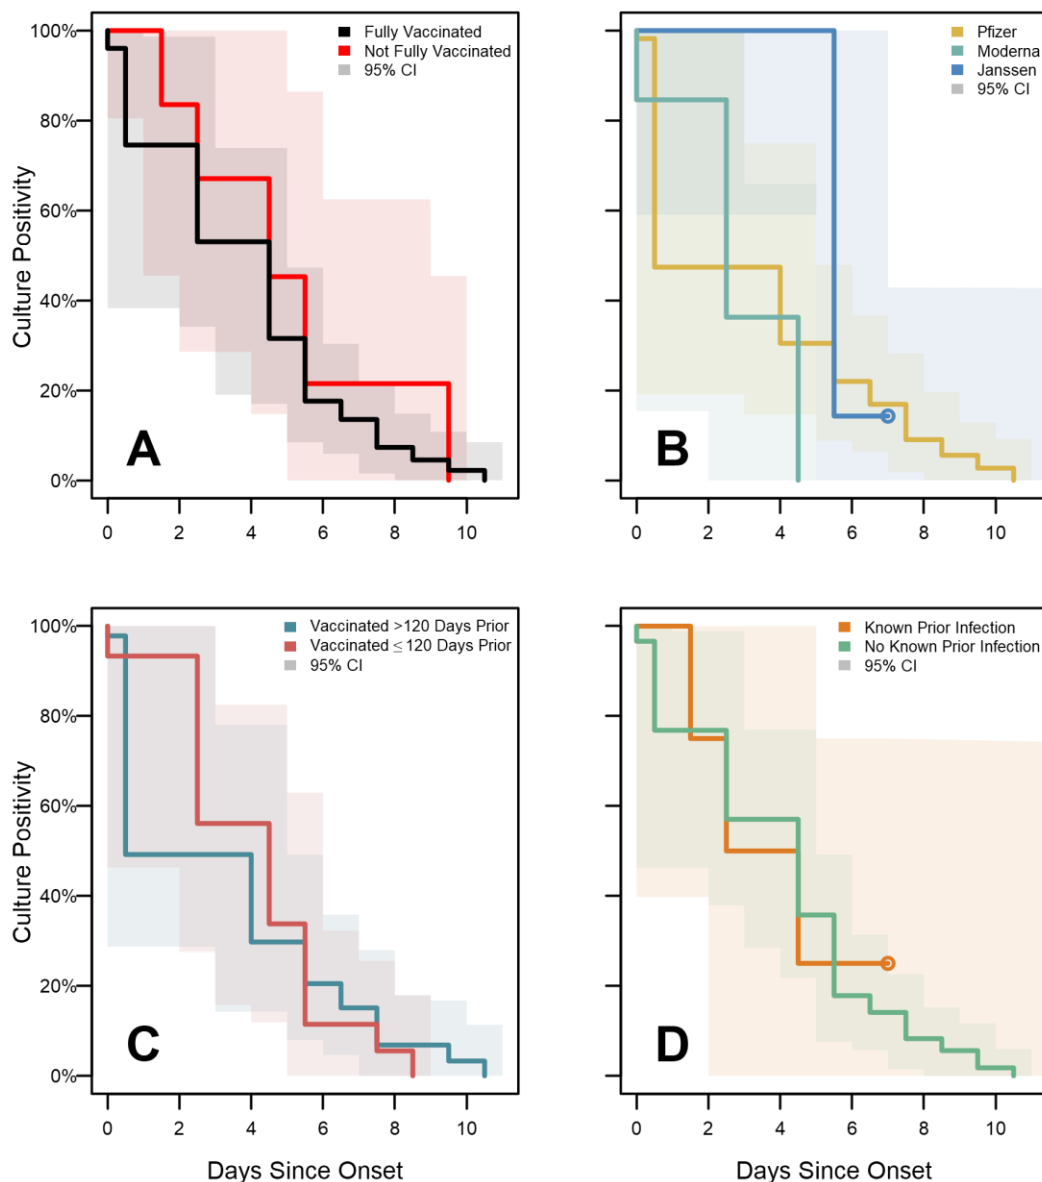 Culture Positivity
100%
80%
60%
40%
20%
0%
Fully Vaccinated
Not Fully Vaccinated
95% CI
A
0 2 4 6 8 10
Pfizer
Moderna
Janssen
95% CI
B
0 2 4 6 8 10
Culture Positivity
100%
80%
60%
40%
20%
0%
Vaccinated >120 Days Prior
Vaccinated ≤ 120 Days Prior
95% CI
C
0 2 4 6 8 10
Days Since Onset
Known Prior Infection
No Known Prior Infection
95% CI
D
0 2 4 6 8 10
Days Since Onset